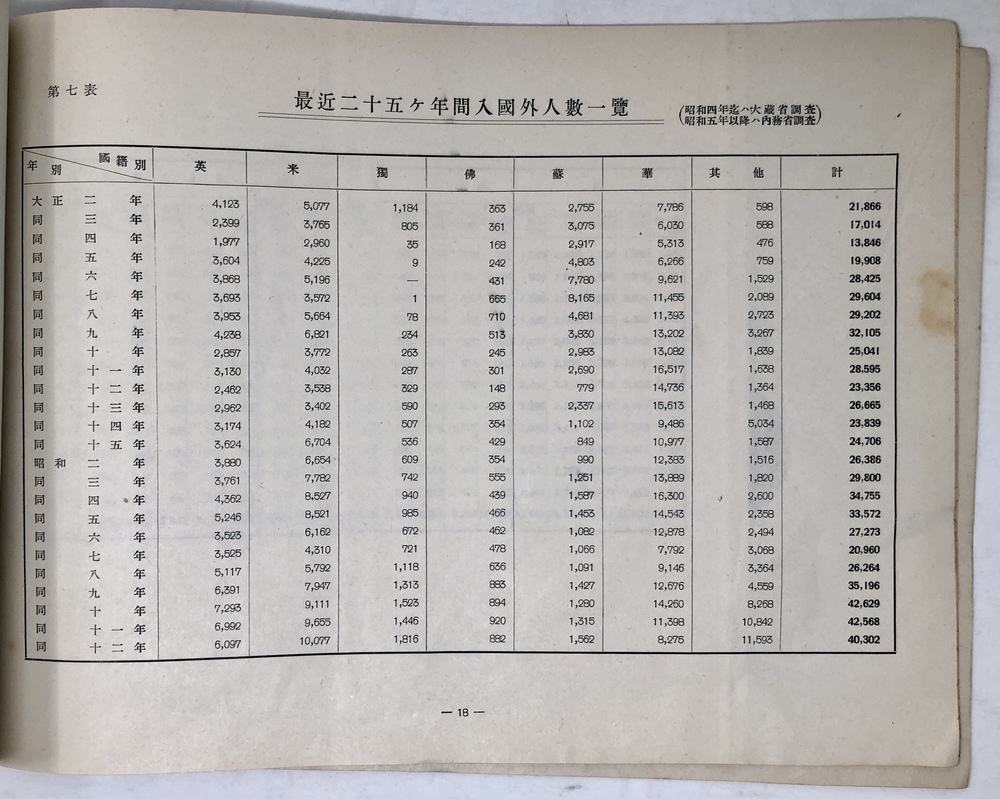 第七表
最近二十五ヶ年間入國外人數一覽
(昭和四年迄ハ大藏省調査
昭和五年以降ハ內務省調査)
年別 國籍別 英 米 獨 佛 蘇 華 其他 計
大正二年 4,123 5,077 1,184 363 2,755 7,786 598 21,866
同三年 2,399 3,765 805 361 3,075 6,030 588 17,014
同四年 1,977 2,960 35 168 2,917 5,313 476 13,846
同五年 3,604 4,225 9 242 4,803 6,266 759 19,908
同六年 3,868 5,196 — 431 7,780 9,621 1,529 28,425
同七年 3,693 3,572 1 665 8,165 11,455 2,089 29,604
同八年 3,953 5,664 78 710 4,681 11,393 2,723 29,202
同九年 4,238 6,821 234 513 3,830 13,202 3,267 32,105
同十年 2,857 3,772 263 245 2,983 13,082 1,839 25,041
同十一年 3,130 4,032 287 301 2,690 16,517 1,638 28,595
同十二年 2,462 3,538 329 148 779 14,736 1,364 23,356
同十三年 2,962 3,402 590 293 2,337 15,613 1,468 26,665
同十四年 3,174 4,182 507 354 1,102 9,486 5,034 23,839
同十五年 3,624 6,704 536 429 849 10,977 1,587 24,706
昭和二年 3,880 6,654 609 354 990 12,383 1,516 26,386
同三年 3,761 7,782 742 555 1,251 13,889 1,820 29,800
同四年 4,362 8,527 940 439 1,587 16,300 2,600 34,755
同五年 5,246 8,521 985 466 1,453 14,543 2,358 33,572
同六年 3,523 6,162 672 462 1,082 12,878 2,494 27,273
同七年 3,525 4,310 721 478 1,066 7,792 3,068 20,960
同八年 5,117 5,792 1,118 636 1,091 9,146 3,364 26,264
同九年 6,391 7,947 1,313 883 1,427 12,676 4,559 35,196
同十年 7,293 9,111 1,523 894 1,280 14,260 8,268 42,629
同十一年 6,992 9,655 1,446 920 1,315 11,398 10,842 42,568
同十二年 6,097 10,077 1,816 882 1,562 8,275 11,593 40,302
— 18 —